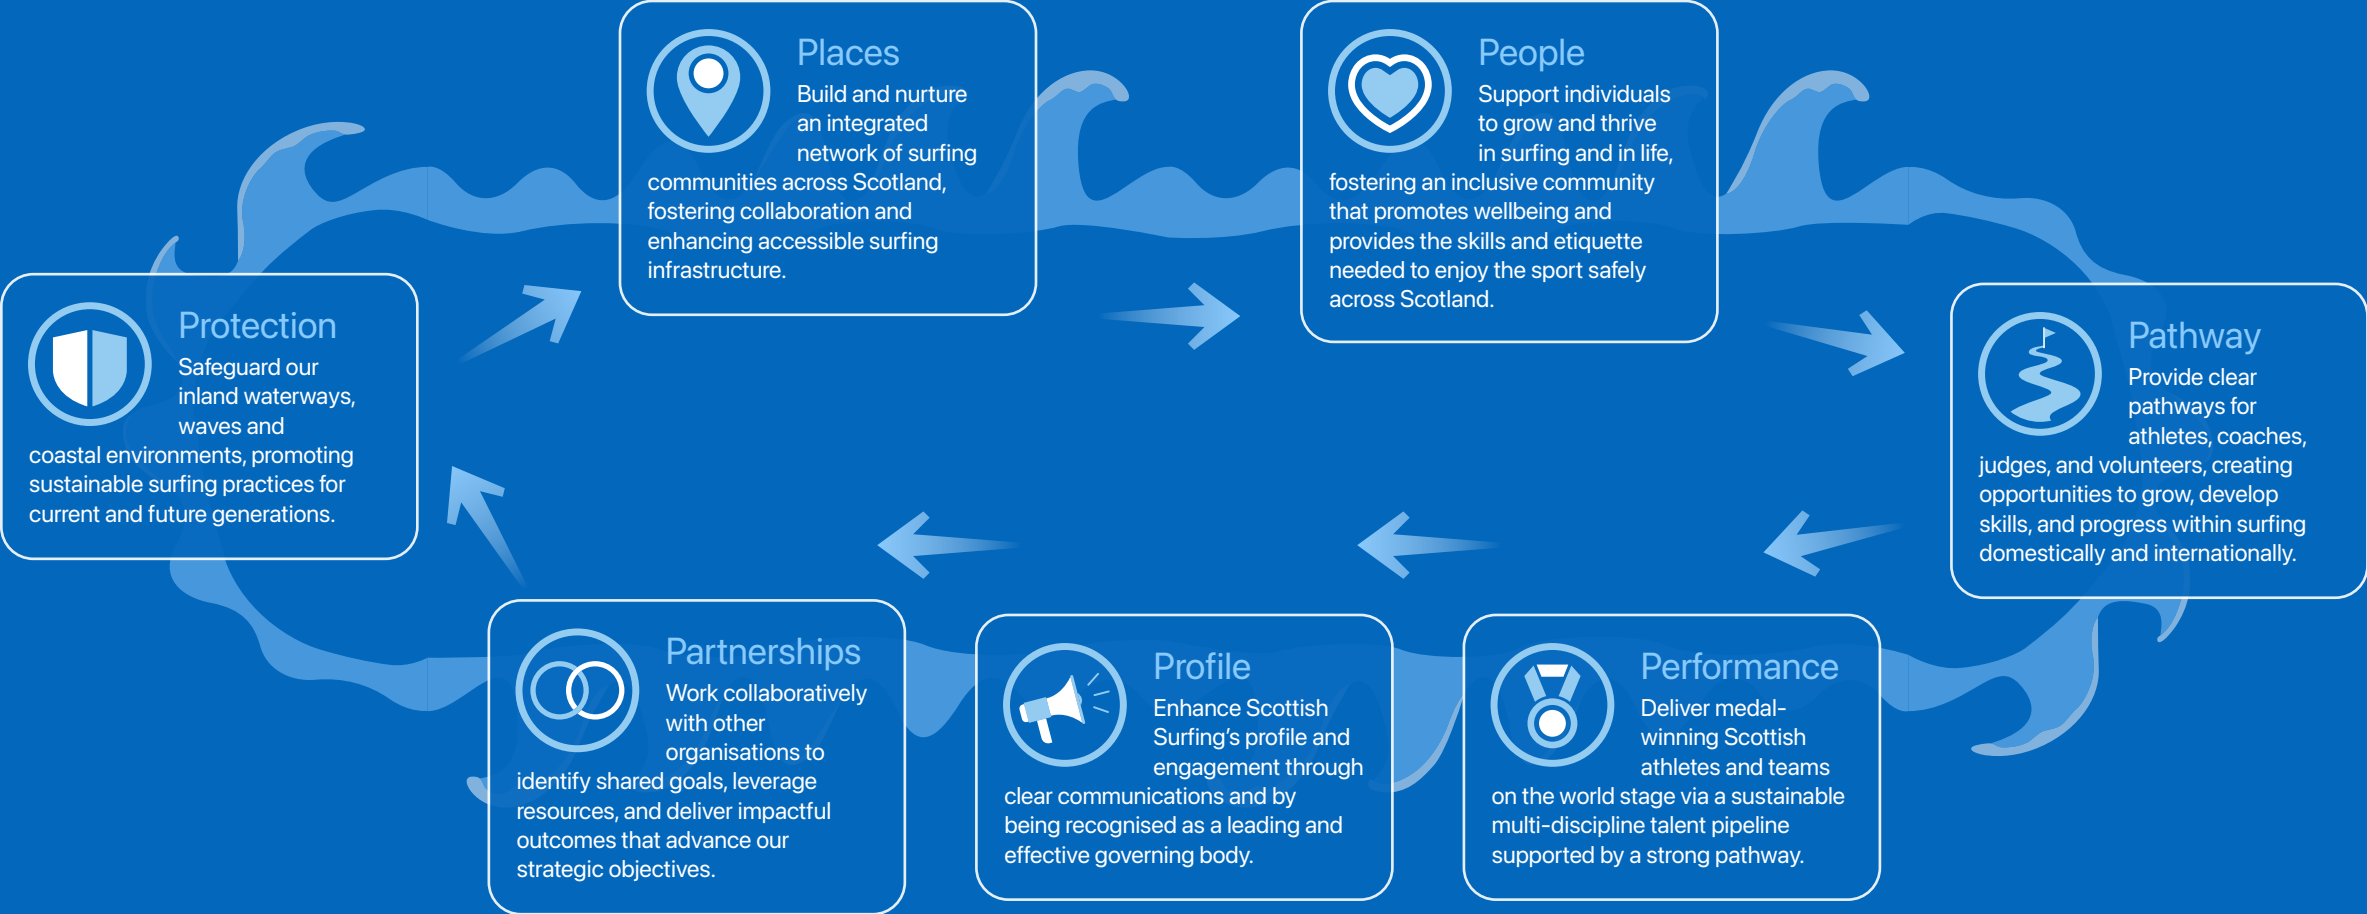 Places
Build and nurture
an integrated
network of surfing
communities across Scotland,
fostering collaboration and
enhancing accessible surfing
infrastructure.
People
Support individuals
to grow and thrive
in surfing and in life,
fostering an inclusive community
that promotes wellbeing and
provides the skills and etiquette
needed to enjoy the sport safely
across Scotland.
Protection
Safeguard our
inland waterways,
waves and
coastal environments, promoting
sustainable surfing practices for
current and future generations.
Pathway
Provide clear
pathways for
athletes, coaches,
judges, and volunteers, creating
opportunities to grow, develop
skills, and progress within surfing
domestically and internationally.
Partnerships
Work collaboratively
with other
organisations to
identify shared goals, leverage
resources, and deliver impactful
outcomes that advance our
strategic objectives.
Profile
Enhance Scottish
Surfing’s profile and
engagement through
clear communications and by
being recognised as a leading and
effective governing body.
Performance
Deliver medal-
winning Scottish
athletes and teams
on the world stage via a sustainable
multi-discipline talent pipeline
supported by a strong pathway.